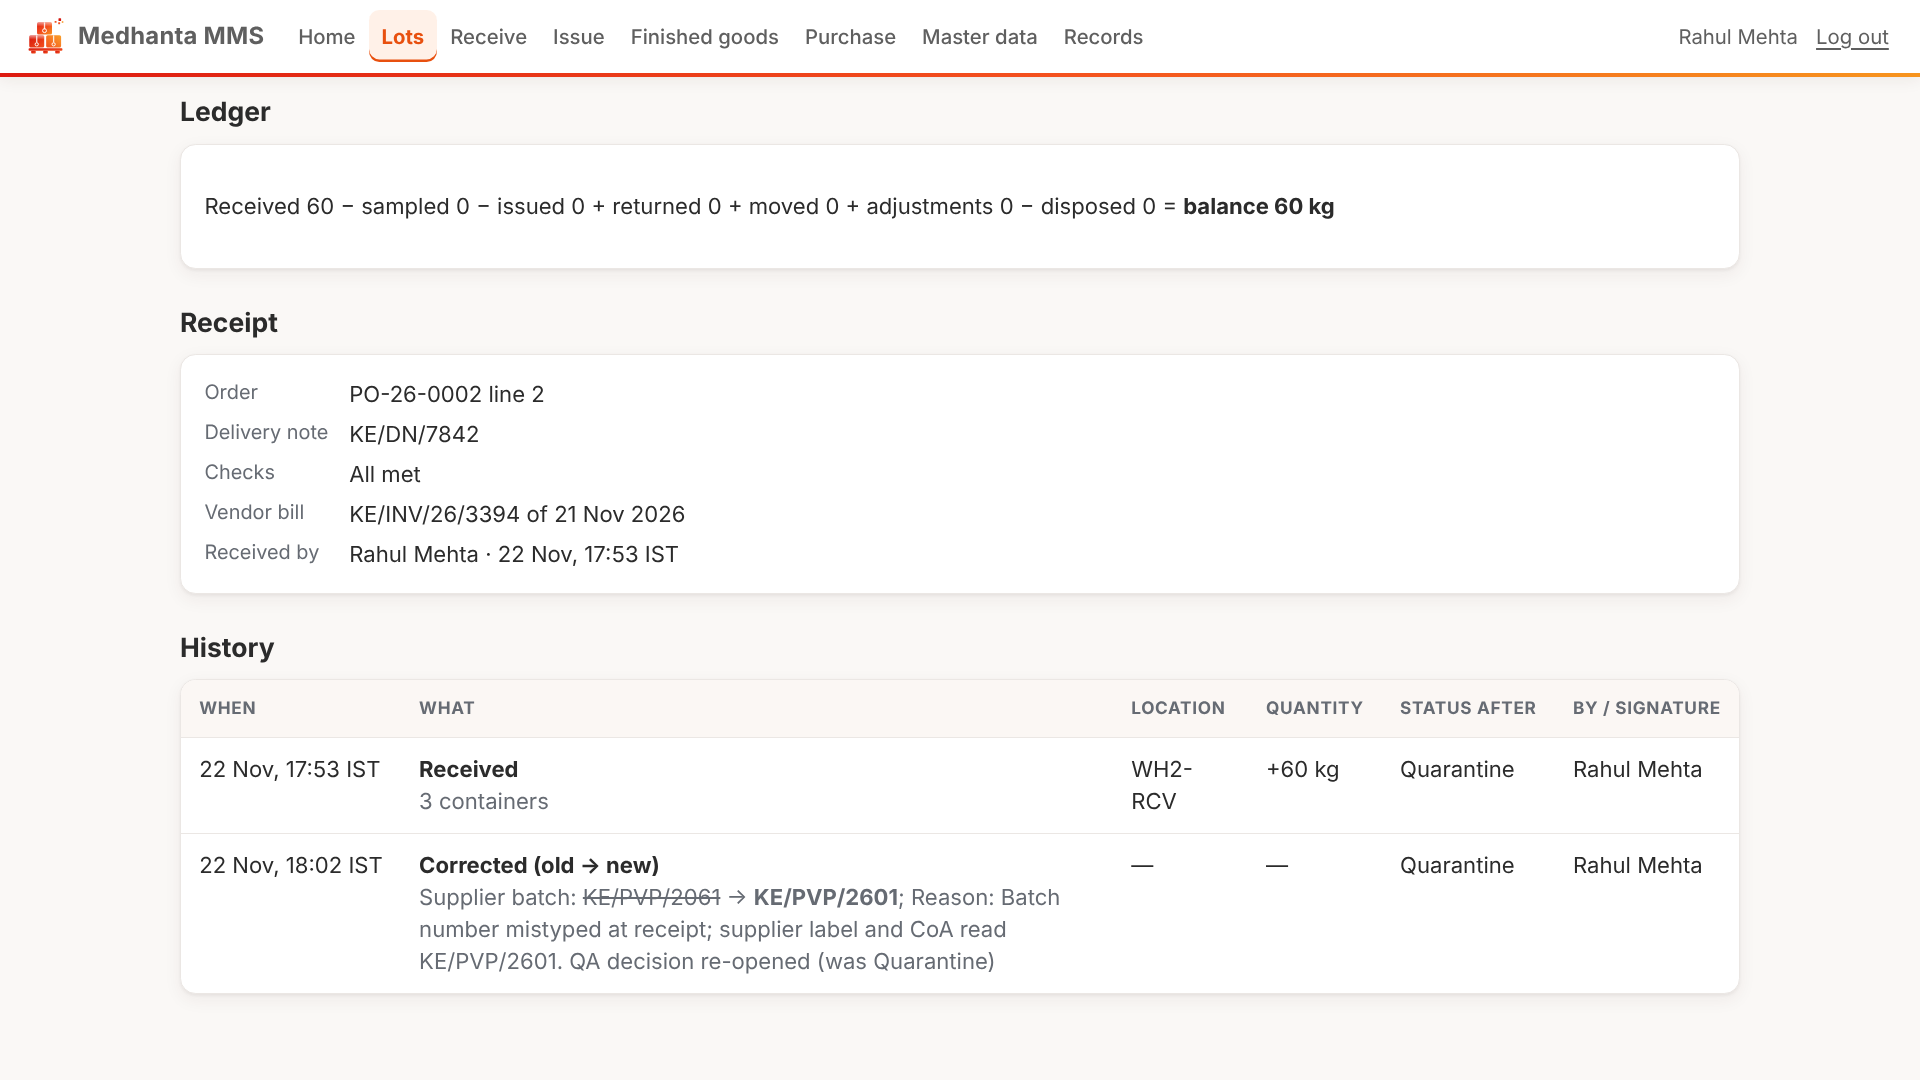 Medhanta MMS Home Lots Receive Issue Finished goods Purchase Master data Records Rahul Mehta Log out
Ledger
Received 60 − sampled 0 − issued 0 + returned 0 + moved 0 + adjustments 0 − disposed 0 = balance 60 kg
Receipt
Order PO-26-0002 line 2
Delivery note KE/DN/7842
Checks All met
Vendor bill KE/INV/26/3394 of 21 Nov 2026
Received by Rahul Mehta · 22 Nov, 17:53 IST
History
WHEN WHAT LOCATION QUANTITY STATUS AFTER BY / SIGNATURE
22 Nov, 17:53 IST Received WH2- +60 kg Quarantine Rahul Mehta
3 containers RCV
22 Nov, 18:02 IST Corrected (old → new) — — Quarantine Rahul Mehta
Supplier batch: KE/PVP/2061 → KE/PVP/2601; Reason: Batch
number mistyped at receipt; supplier label and CoA read
KE/PVP/2601. QA decision re-opened (was Quarantine)